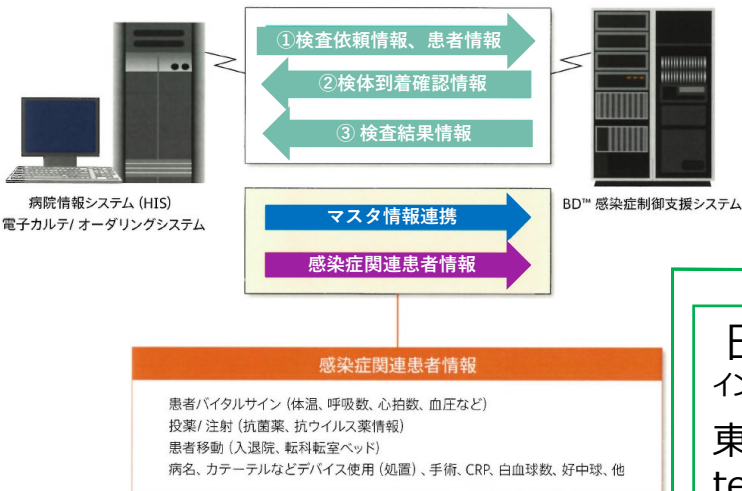 ①検査依頼情報、患者情報
②検体到着確認情報
③ 検査結果情報
病院情報システム (HIS)
電子カルテ/ オーダリングシステム
BD™ 感染症制御支援システム
マスタ情報連携
感染症関連患者情報
感染症関連患者情報
患者バイタルサイン (体温、呼吸数、心拍数、血圧など)
投薬/ 注射 (抗菌薬、抗ウイルス薬情報)
患者移動 (入退院、転科転室ベッド)
病名、カテーテルなどデバイス使用 (処置) 、手術、CRP、白血球数、好中球、他
イン
東
te